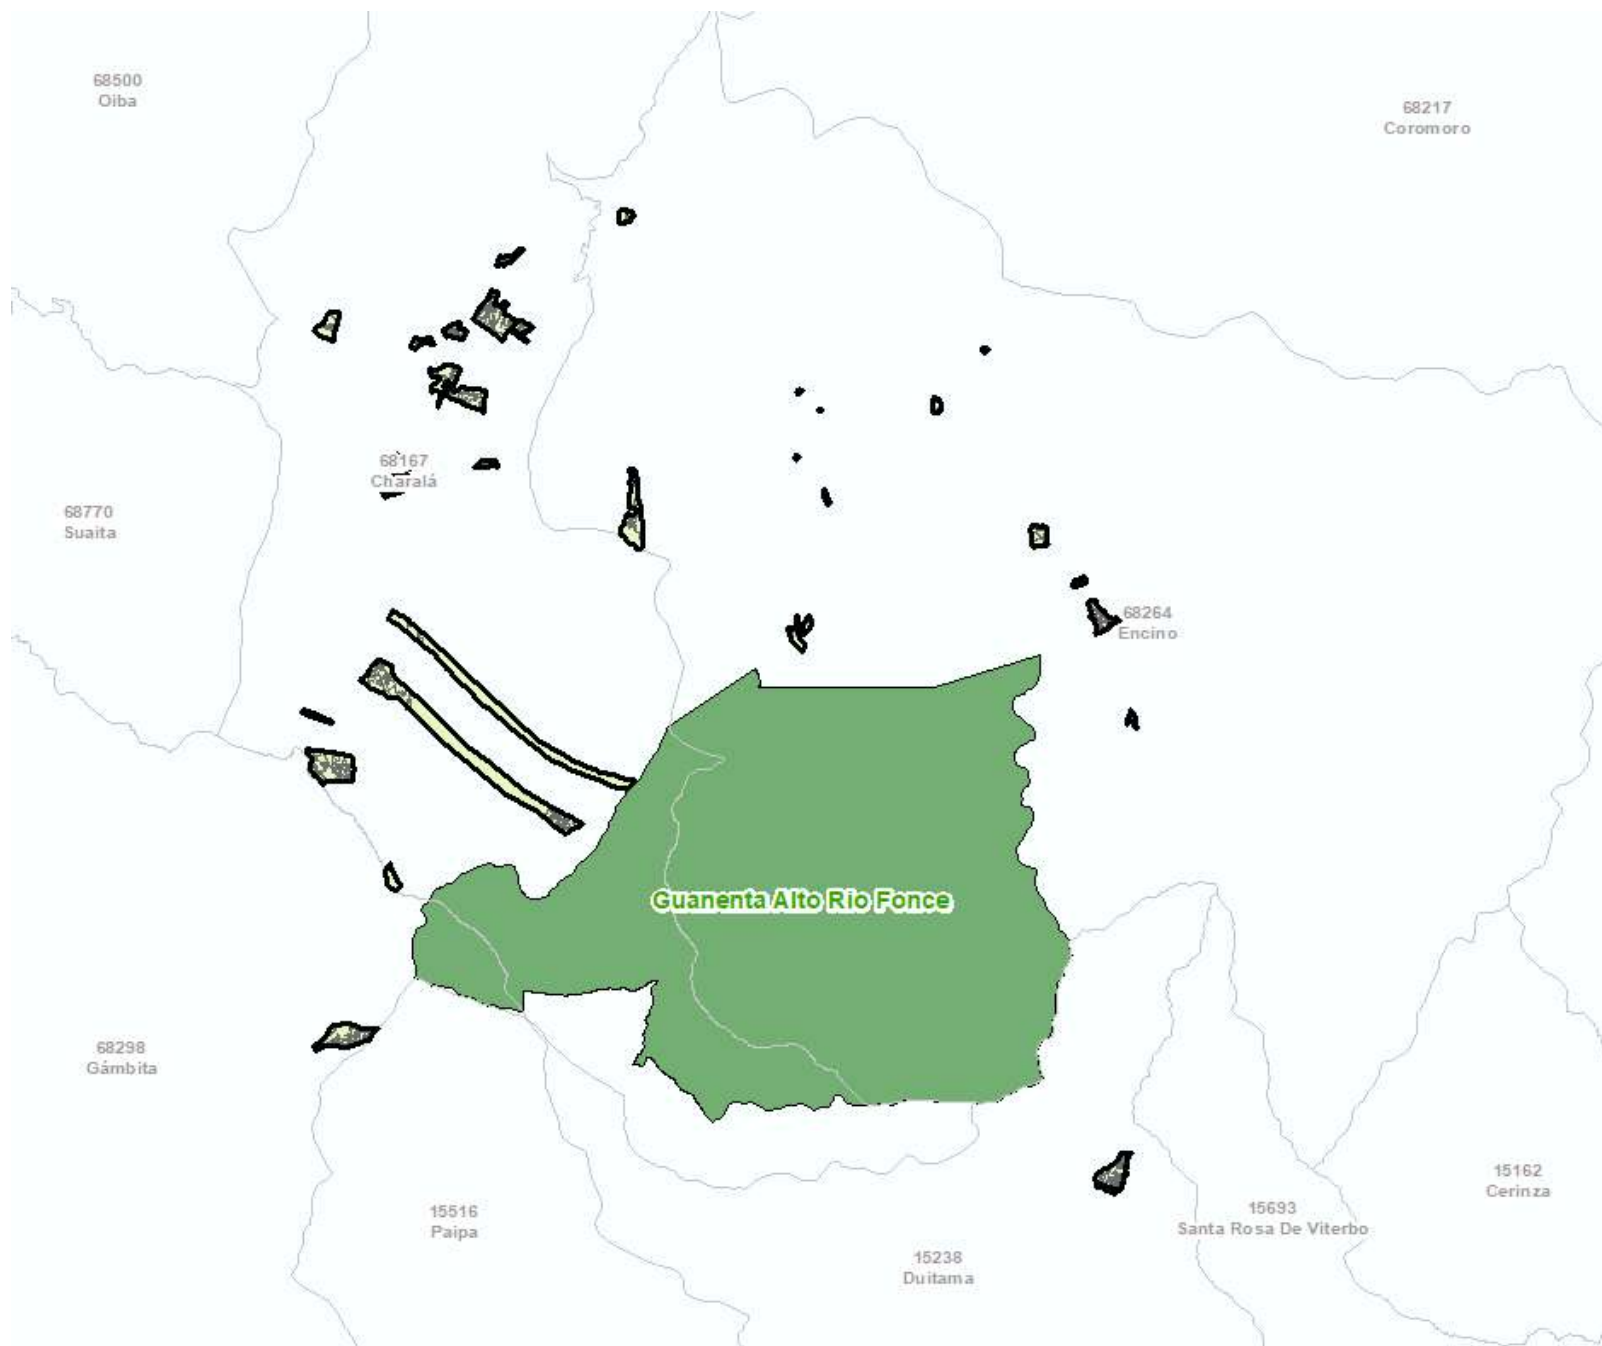 68500
Oiba
68217
Coromoro
68167
Charalá
68770
Suaita
68264
Encino
Guanenta Alto Rio Fonce
68298
Gámbita
15162
Cerinza
15516
Paipa
15693
Santa Rosa De Viterbo
15238
Duitama